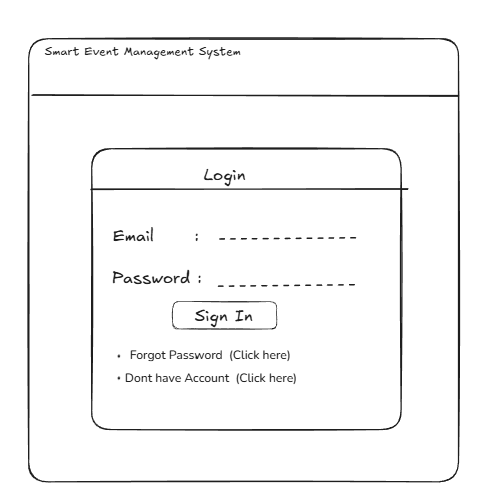 Smart Event Management System
Login
Email : -------------
Password : -------------
Sign In
• Forgot Password (Click here)
• Dont have Account (Click here)